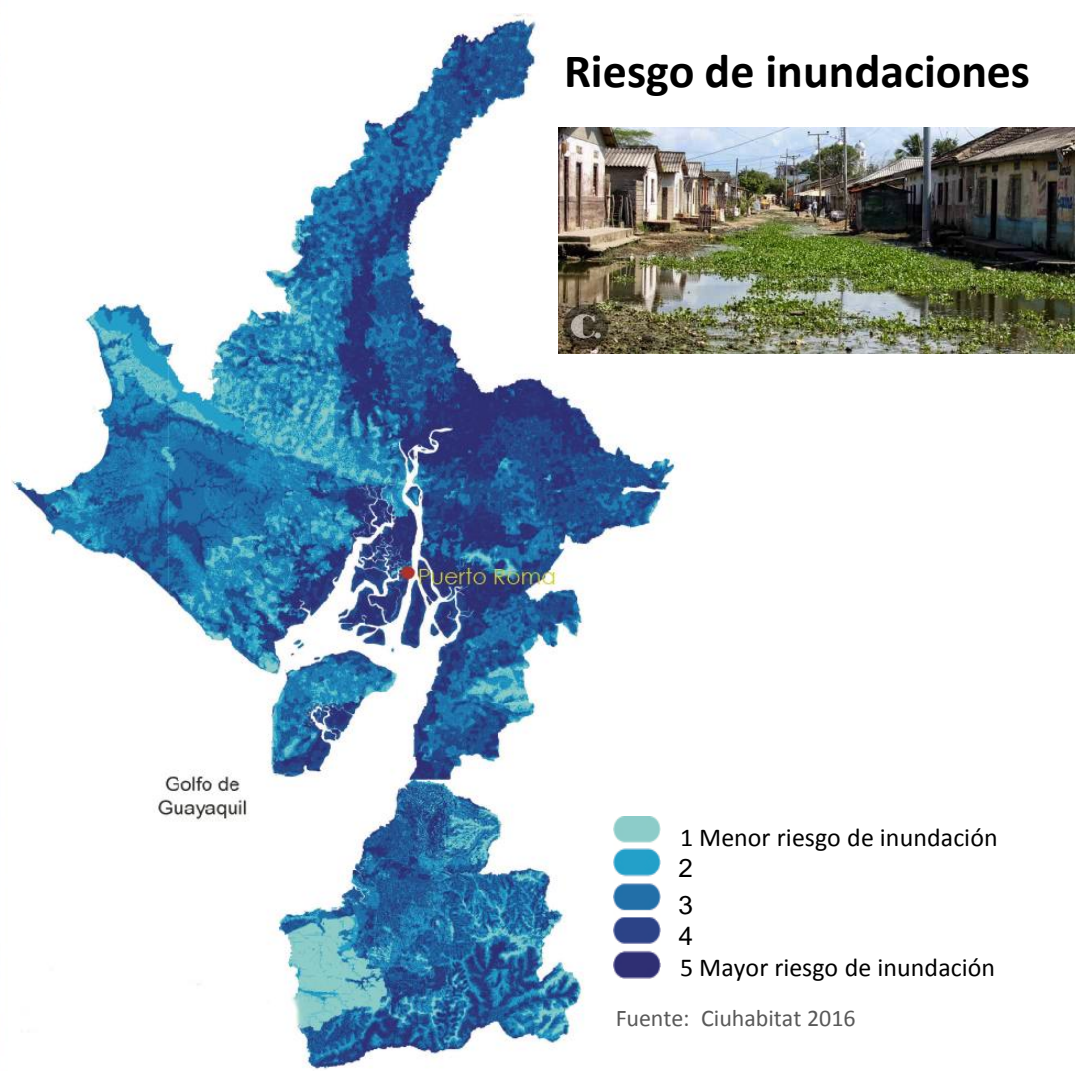 Riesgo de inundaciones
C.
Puerto Roma
Golfo de
Guayaquil
1 Menor riesgo de inundación
2
3
4
5 Mayor riesgo de inundación
Fuente: Ciuhabitat 2016